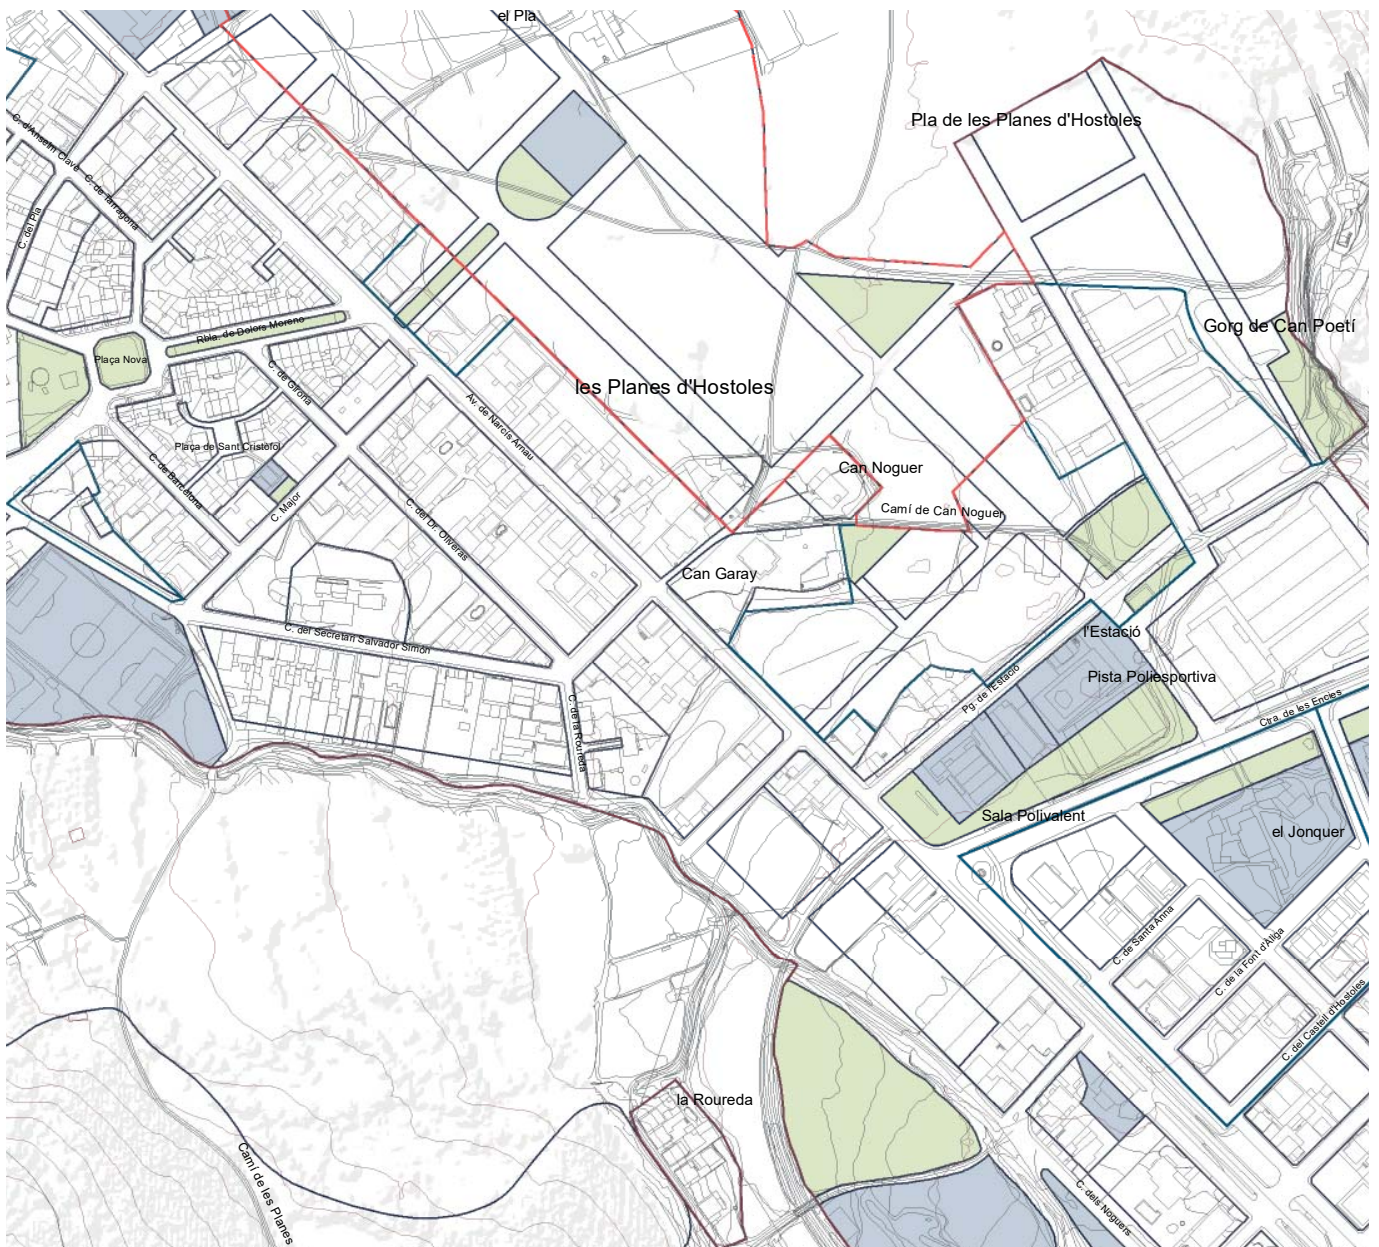 el Pla
Pla de les Planes d'Hostoles
C. d'Anselm Clavé
C. de Tarragona
C. del Pla
Rbla. de Dolors Moreno
Plaça Nova
Gorg de Can Poetí
les Planes d'Hostoles
C. de Girona
Av. de Narcís Arnau
Plaça de Sant Cristòfol
C. de Barcelona
C. Major
C. del Dr. Oliveras
Can Noguer
Camí de Can Noguer
Can Garay
C. del Secretari Salvador Simón
l'Estació
Pista Poliesportiva
Pg. de l'Estació
Ctra. de les Encies
C. de la Roureda
Sala Polivalent
el Jonquer
C. de Santa Anna
C. de la Font d'Àliga
C. del Castell d'Hostoles
la Roureda
Camí de les Planes
C. dels Noguers